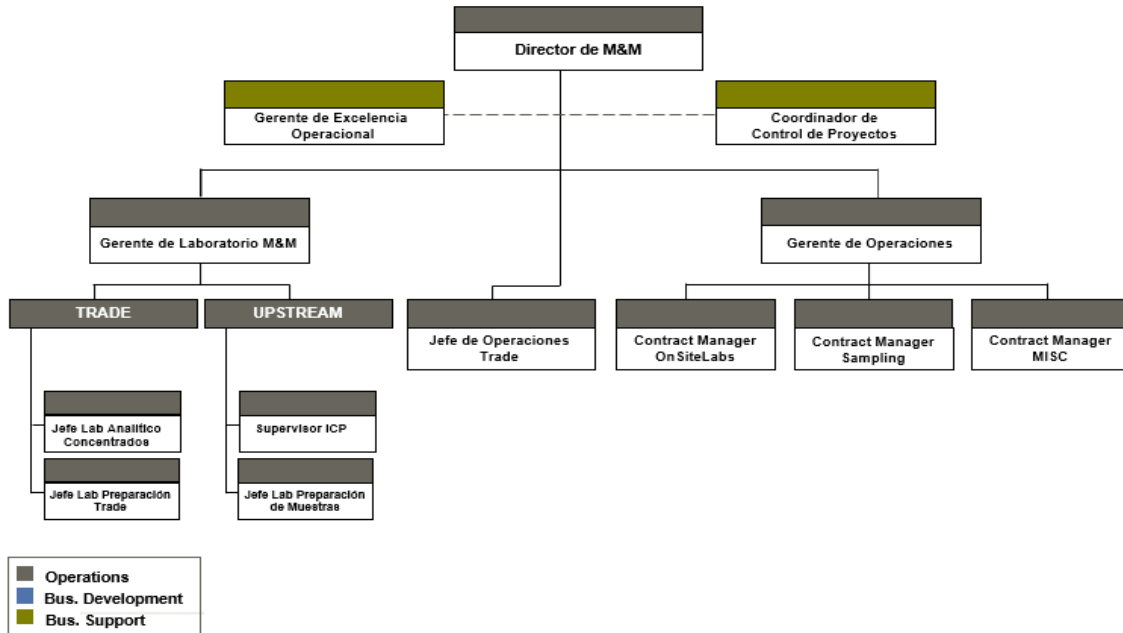 Director de M&M
Gerente de Excelencia
Operacional
Coordinador de
Control de Proyectos
Gerente de Laboratorio M&M
Gerente de Operaciones
TRADE
UPSTREAM
Jefe de Operaciones
Trade
Contract Manager
OnSiteLabs
Contract Manager
Sampling
Contract Manager
MISC
Jefe Lab Analítico
Concentrados
Supervisor ICP
Jefe Lab Preparación
Trade
Jefe Lab Preparación
de Muestras
Operations
Bus. Development
Bus. Support